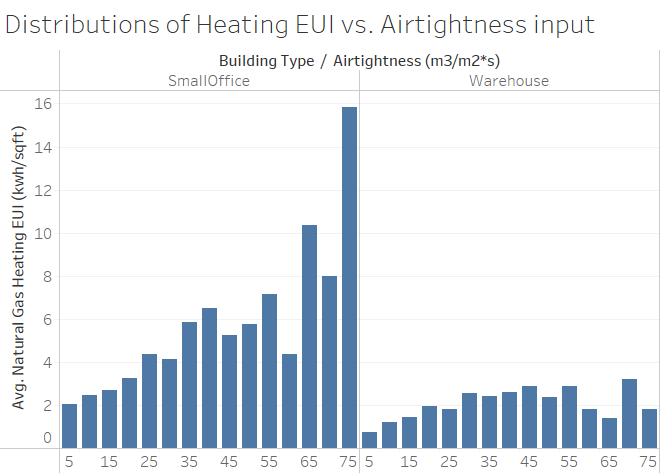 Distributions of Heating EUI vs. Airtightness input
Building Type / Airtightness (m3/m2*s)
SmallOffice Warehouse
Avg. Natural Gas Heating EUI (kwh/sqft)
16
14
12
10
8
6
4
2
0
5 15 25 35 45 55 65 75 5 15 25 35 45 55 65 75